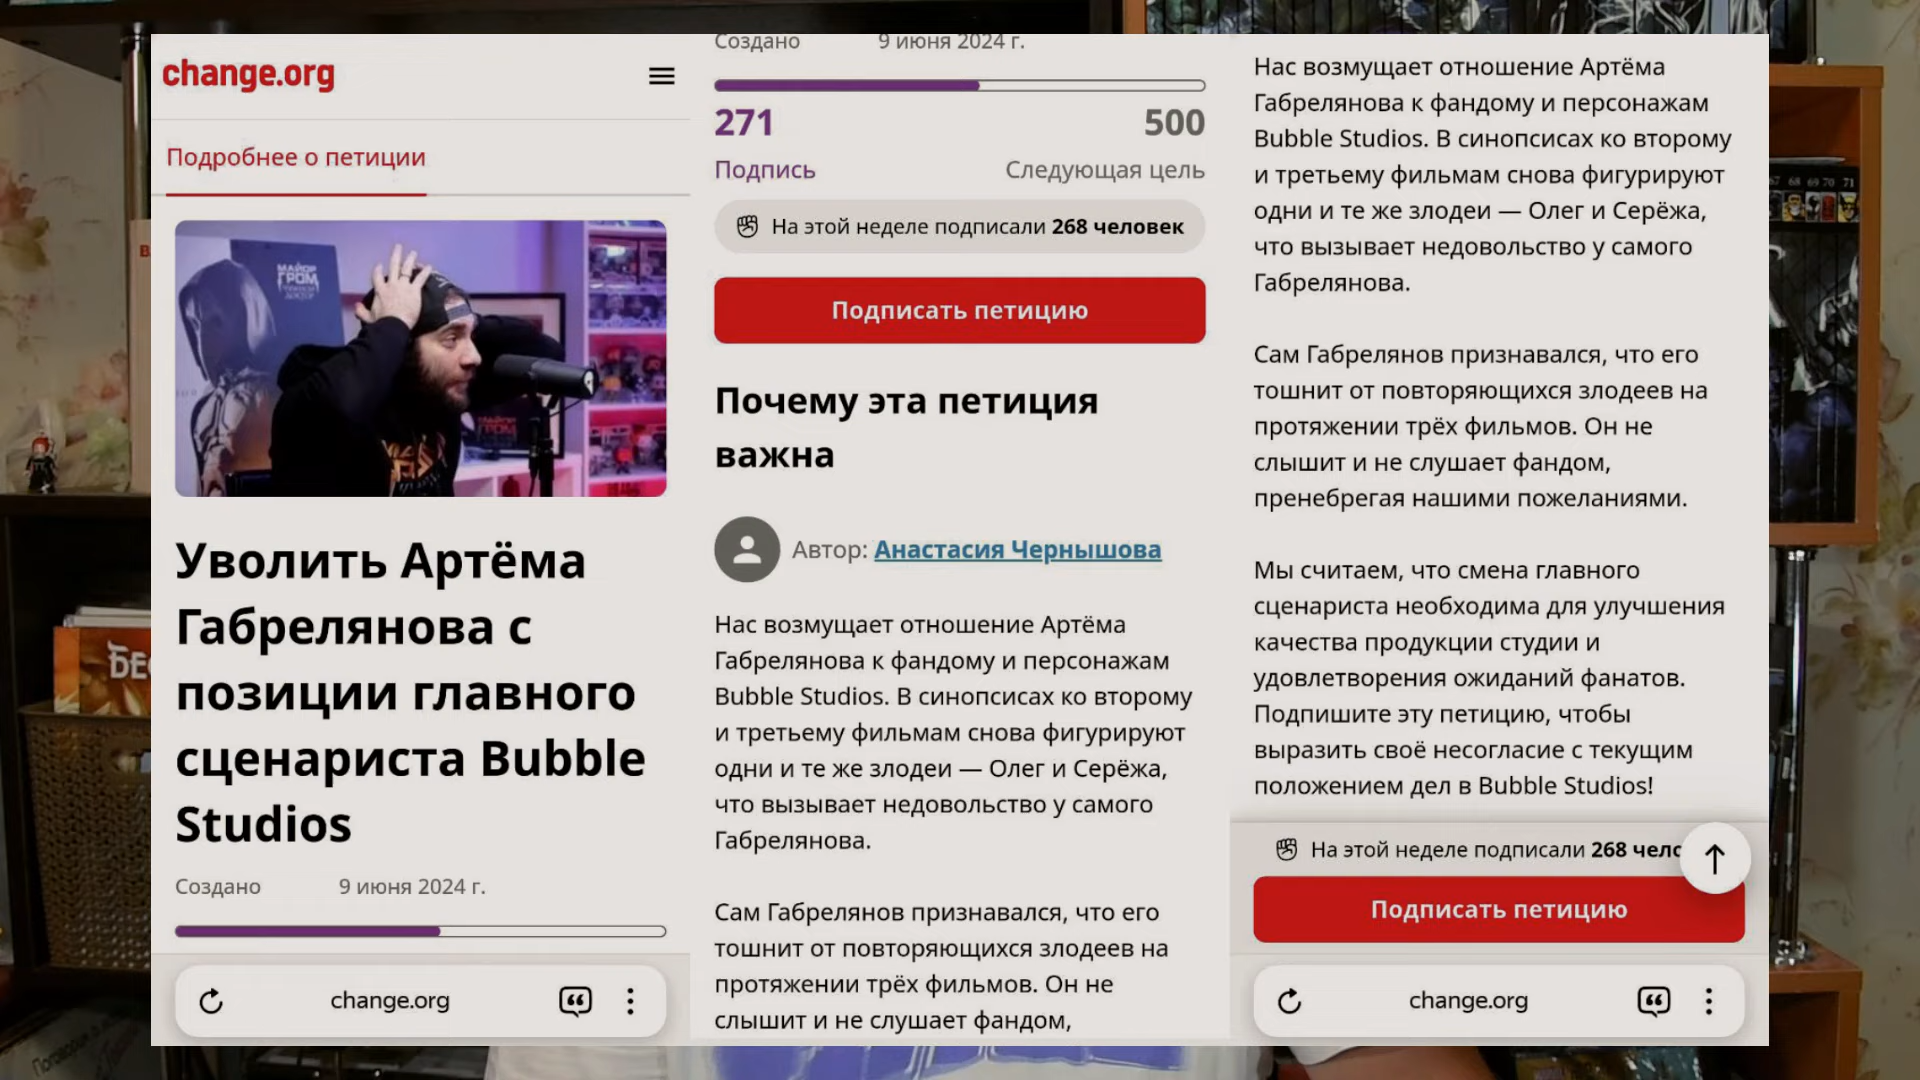 change.org
Подробнее о петиции
МАЙОР
ГРОМ
Уволить Артёма
Габрелянова с
позиции главного
сценариста Bubble
Studios
Создано 9 июня 2024 г.
change.org
Создано 9 июня 2024 г.
271 500
Подпись Следующая цель
На этой неделе подписали 268 человек
Подписать петицию
Почему эта петиция
важна
Автор: Анастасия Чернышова
Нас возмущает отношение Артёма
Габрелянова к фандому и персонажам
Bubble Studios. В синопсисах ко второму
и третьему фильмам снова фигурируют
одни и те же злодеи — Олег и Серёжа,
что вызывает недовольство у самого
Габрелянова.
Сам Габрелянов признавался, что его
тошнит от повторяющихся злодеев на
протяжении трёх фильмов. Он не
слышит и не слушает фандом,
Нас возмущает отношение Артёма
Габрелянова к фандому и персонажам
Bubble Studios. В синопсисах ко второму
и третьему фильмам снова фигурируют
одни и те же злодеи — Олег и Серёжа,
что вызывает недовольство у самого
Габрелянова.
Сам Габрелянов признавался, что его
тошнит от повторяющихся злодеев на
протяжении трёх фильмов. Он не
слышит и не слушает фандом,
пренебрегая нашими пожеланиями.
Мы считаем, что смена главного
сценариста необходима для улучшения
качества продукции студии и
удовлетворения ожиданий фанатов.
Подпишите эту петицию, чтобы
выразить своё несогласие с текущим
положением дел в Bubble Studios!
На этой неделе подписали 268 чело
Подписать петицию
change.org
68 69 70 71